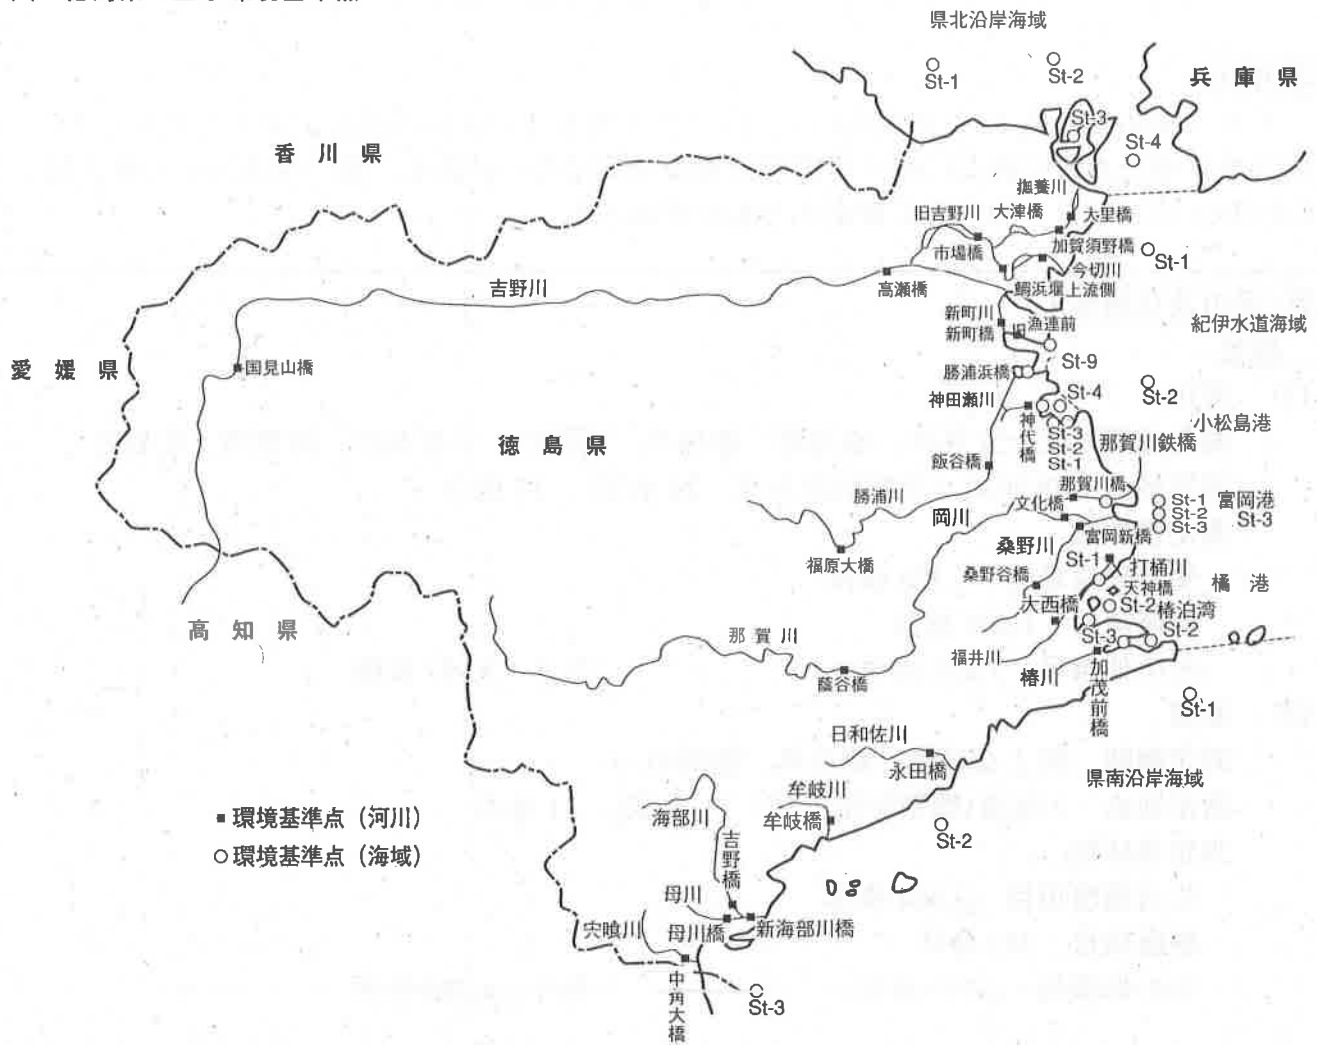 県北沿岸海域
St-1
St-2
兵庫県
St-3
St-4
香川県
撫養川
旧吉野川
大津橋
大里橋
市場橋
加賀須野橋
St-1
今切川
高瀬橋
吉野川
鯛浜堰上流側
新町川
漁連前
新町橋
旧
紀伊水道海域
愛媛県
国見山橋
St-9
勝浦浜橋
St-2
神田瀬川
St-4
神代橋
小松島港
St-3
St-2
St-1
那賀川鉄橋
徳島県
飯谷橋
勝浦川
那賀川橋
St-1
富岡港
文化橋
St-2
St-3
岡川
St-3
富岡新橋
桑野川
福原大橋
St-1
打桶川
桑野谷橋
天神橋
橘港
大西橋
St-2
椿泊湾
高知県
那賀川
St-3
St-2
福井川
蔭谷橋
椿川
加茂前橋
St-1
日和佐川
永田橋
県南沿岸海域
牟岐川
海部川
牟岐橋
St-2
■環境基準点（河川）
○環境基準点（海域）
吉野橋
母川
宍喰川
母川橋
新海部川橋
中角大橋
St-3